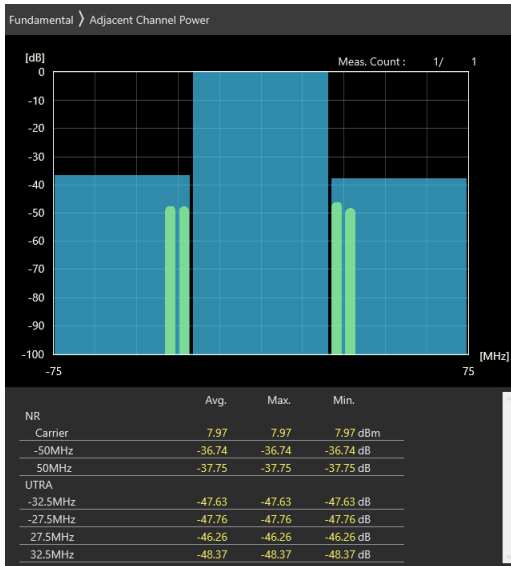 Fundamental 〉 Adjacent Channel Power
[dB]
Meas. Count : 1/ 1
0
-10
-20
-30
-40
-50
-60
-70
-80
-90
-100
[MHz]
-75 75
Avg. Max. Min.
NR
Carrier 7.97 7.97 7.97 dBm
-50MHz -36.74 -36.74 -36.74 dB
50MHz -37.75 -37.75 -37.75 dB
UTRA
-32.5MHz -47.63 -47.63 -47.63 dB
-27.5MHz -47.76 -47.76 -47.76 dB
27.5MHz -46.26 -46.26 -46.26 dB
32.5MHz -48.37 -48.37 -48.37 dB